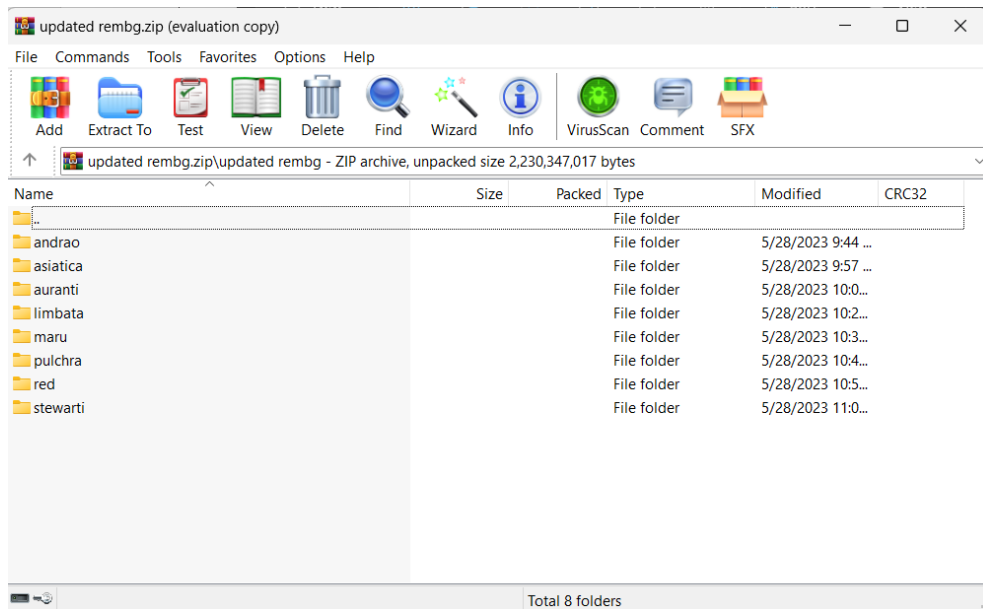 updated rembg.zip (evaluation copy)
File Commands Tools Favorites Options Help
Add Extract To Test View Delete Find Wizard Info VirusScan Comment SFX
updated rembg.zip\updated rembg - ZIP archive, unpacked size 2,230,347,017 bytes
Name Size Packed Type Modified CRC32
.. File folder
andrao File folder 5/28/2023 9:44 ...
asiatica File folder 5/28/2023 9:57 ...
auranti File folder 5/28/2023 10:0...
limbata File folder 5/28/2023 10:2...
maru File folder 5/28/2023 10:3...
pulchra File folder 5/28/2023 10:4...
red File folder 5/28/2023 10:5...
stewarti File folder 5/28/2023 11:0...
Total 8 folders